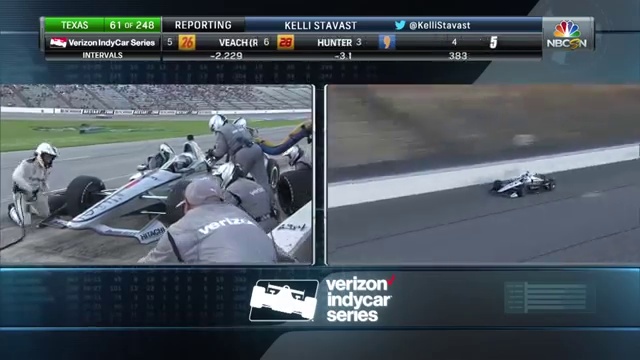 TEXAS 61 OF 248 REPORTING KELLI STAVAST @KelliStavast
Verizon IndyCar Series 5 26 VEACH (R 6 28 HUNTER 3 9 4 5
INTERVALS -2.229 -3.1 383
NBCSN
verizon
HITACHI
verizon
indycar
series